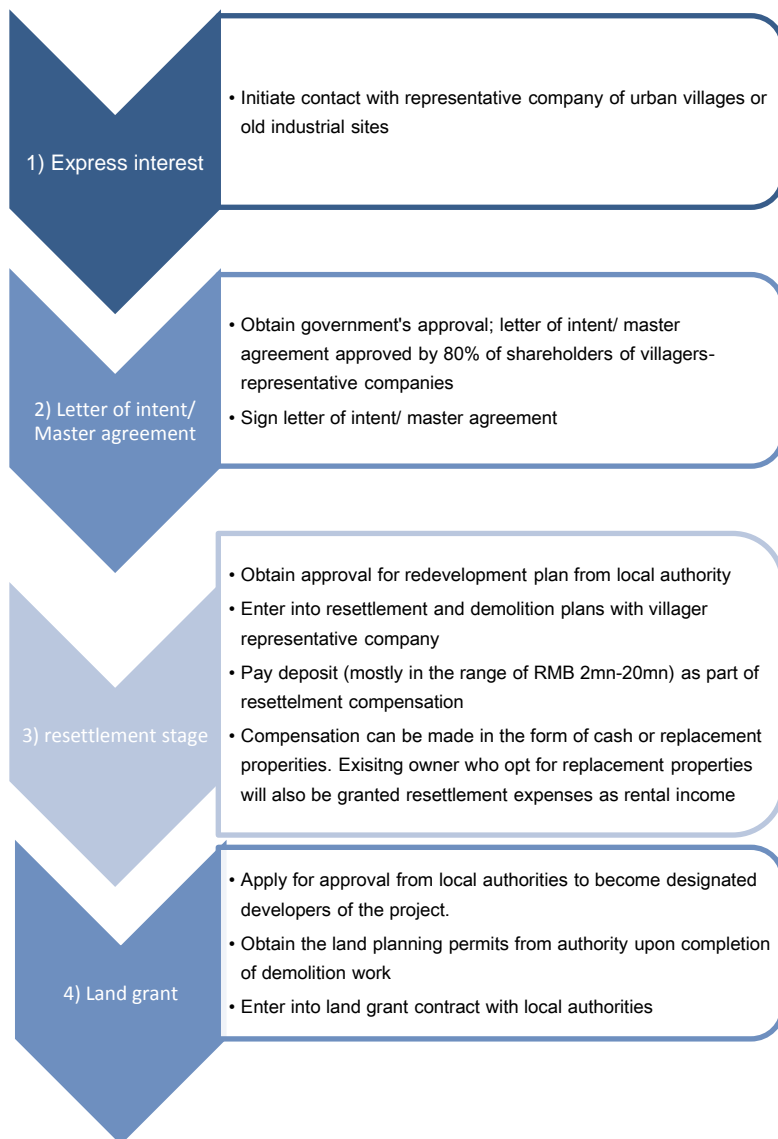 1) Express interest
• Initiate contact with representative company of urban villages or
old industrial sites
2) Letter of intent/
Master agreement
• Obtain government's approval; letter of intent/ master
agreement approved by 80% of shareholders of villagers-
representative companies
• Sign letter of intent/ master agreement
3) resettlement stage
• Obtain approval for redevelopment plan from local authority
• Enter into resettlement and demolition plans with villager
representative company
• Pay deposit (mostly in the range of RMB 2mn-20mn) as part of
resettelment compensation
• Compensation can be made in the form of cash or replacement
properities. Exisitng owner who opt for replacement properties
will also be granted resettlement expenses as rental income
4) Land grant
• Apply for approval from local authorities to become designated
developers of the project.
• Obtain the land planning permits from authority upon completion
of demolition work
• Enter into land grant contract with local authorities